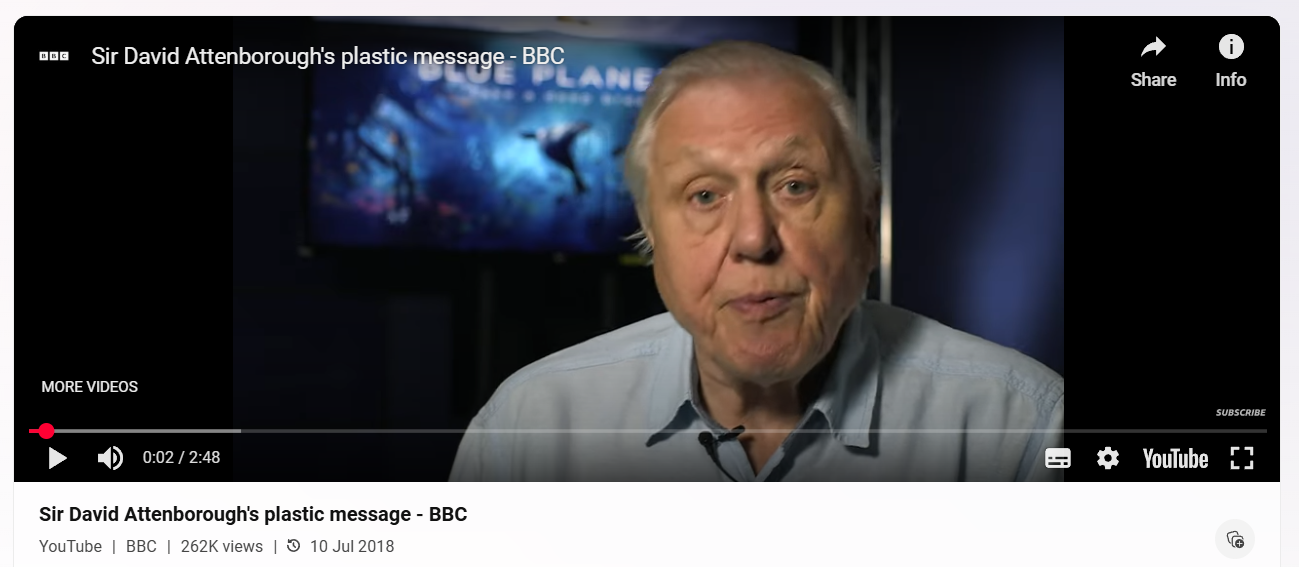 BBC Sir David Attenborough's plastic message - BBC
Share
Info
BLUE PLANE
MORE VIDEOS
SUBSCRIBE
0:02 / 2:48
YouTube
Sir David Attenborough's plastic message - BBC
YouTube | BBC | 262K views | 10 Jul 2018